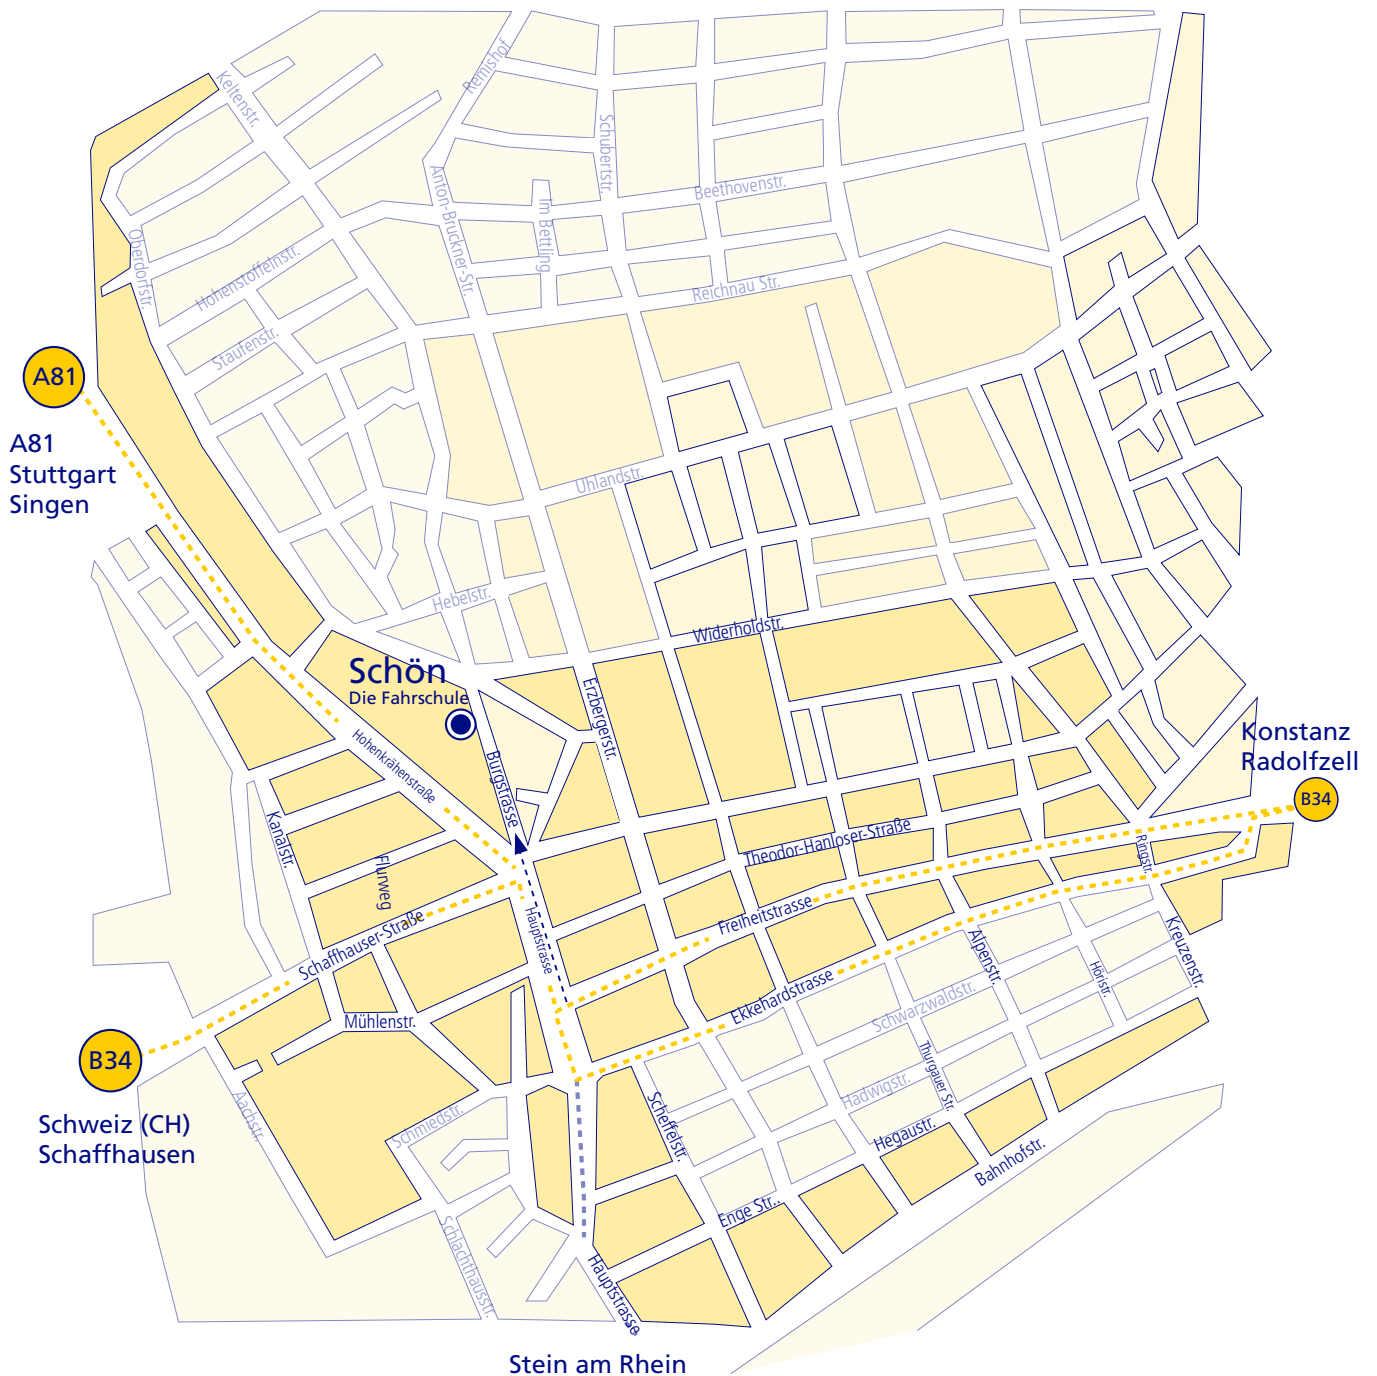 Remishof
Keltenstr.
Schubertstr.
Anton-Bruckner-Str.
Beethovenstr.
Im Bettling
Oberdorfstr.
Hohenstoffelnstr.
Reichnau Str.
Staufenstr.
A81
A81
Stuttgart
Singen
Uhlandstr.
Hebelstr.
Widerholdstr.
Schön
Die Fahrschule
Erzbergerstr.
Hohenkrähenstraße
Burgstrasse
Konstanz
Radolfzell
B34
Kanalstr.
Flurweg
Theodor-Hanloser-Straße
Ringstr.
Freiheitstrasse
Schaffhauser-Straße
Hauptstrasse
Alpenstr.
Kreuzenstr.
Höristr.
Ekkehardstrasse
Schwarzwaldstr.
Mühlenstr.
B34
Thurgauer Str.
Hadwigstr.
Aachstr.
Schmiedstr.
Scheffelstr.
Hegaustr.
Bahnhofstr.
Schweiz (CH)
Schaffhausen
Enge Str..
Schlachthausstr.
Hauptstrasse
Stein am Rhein